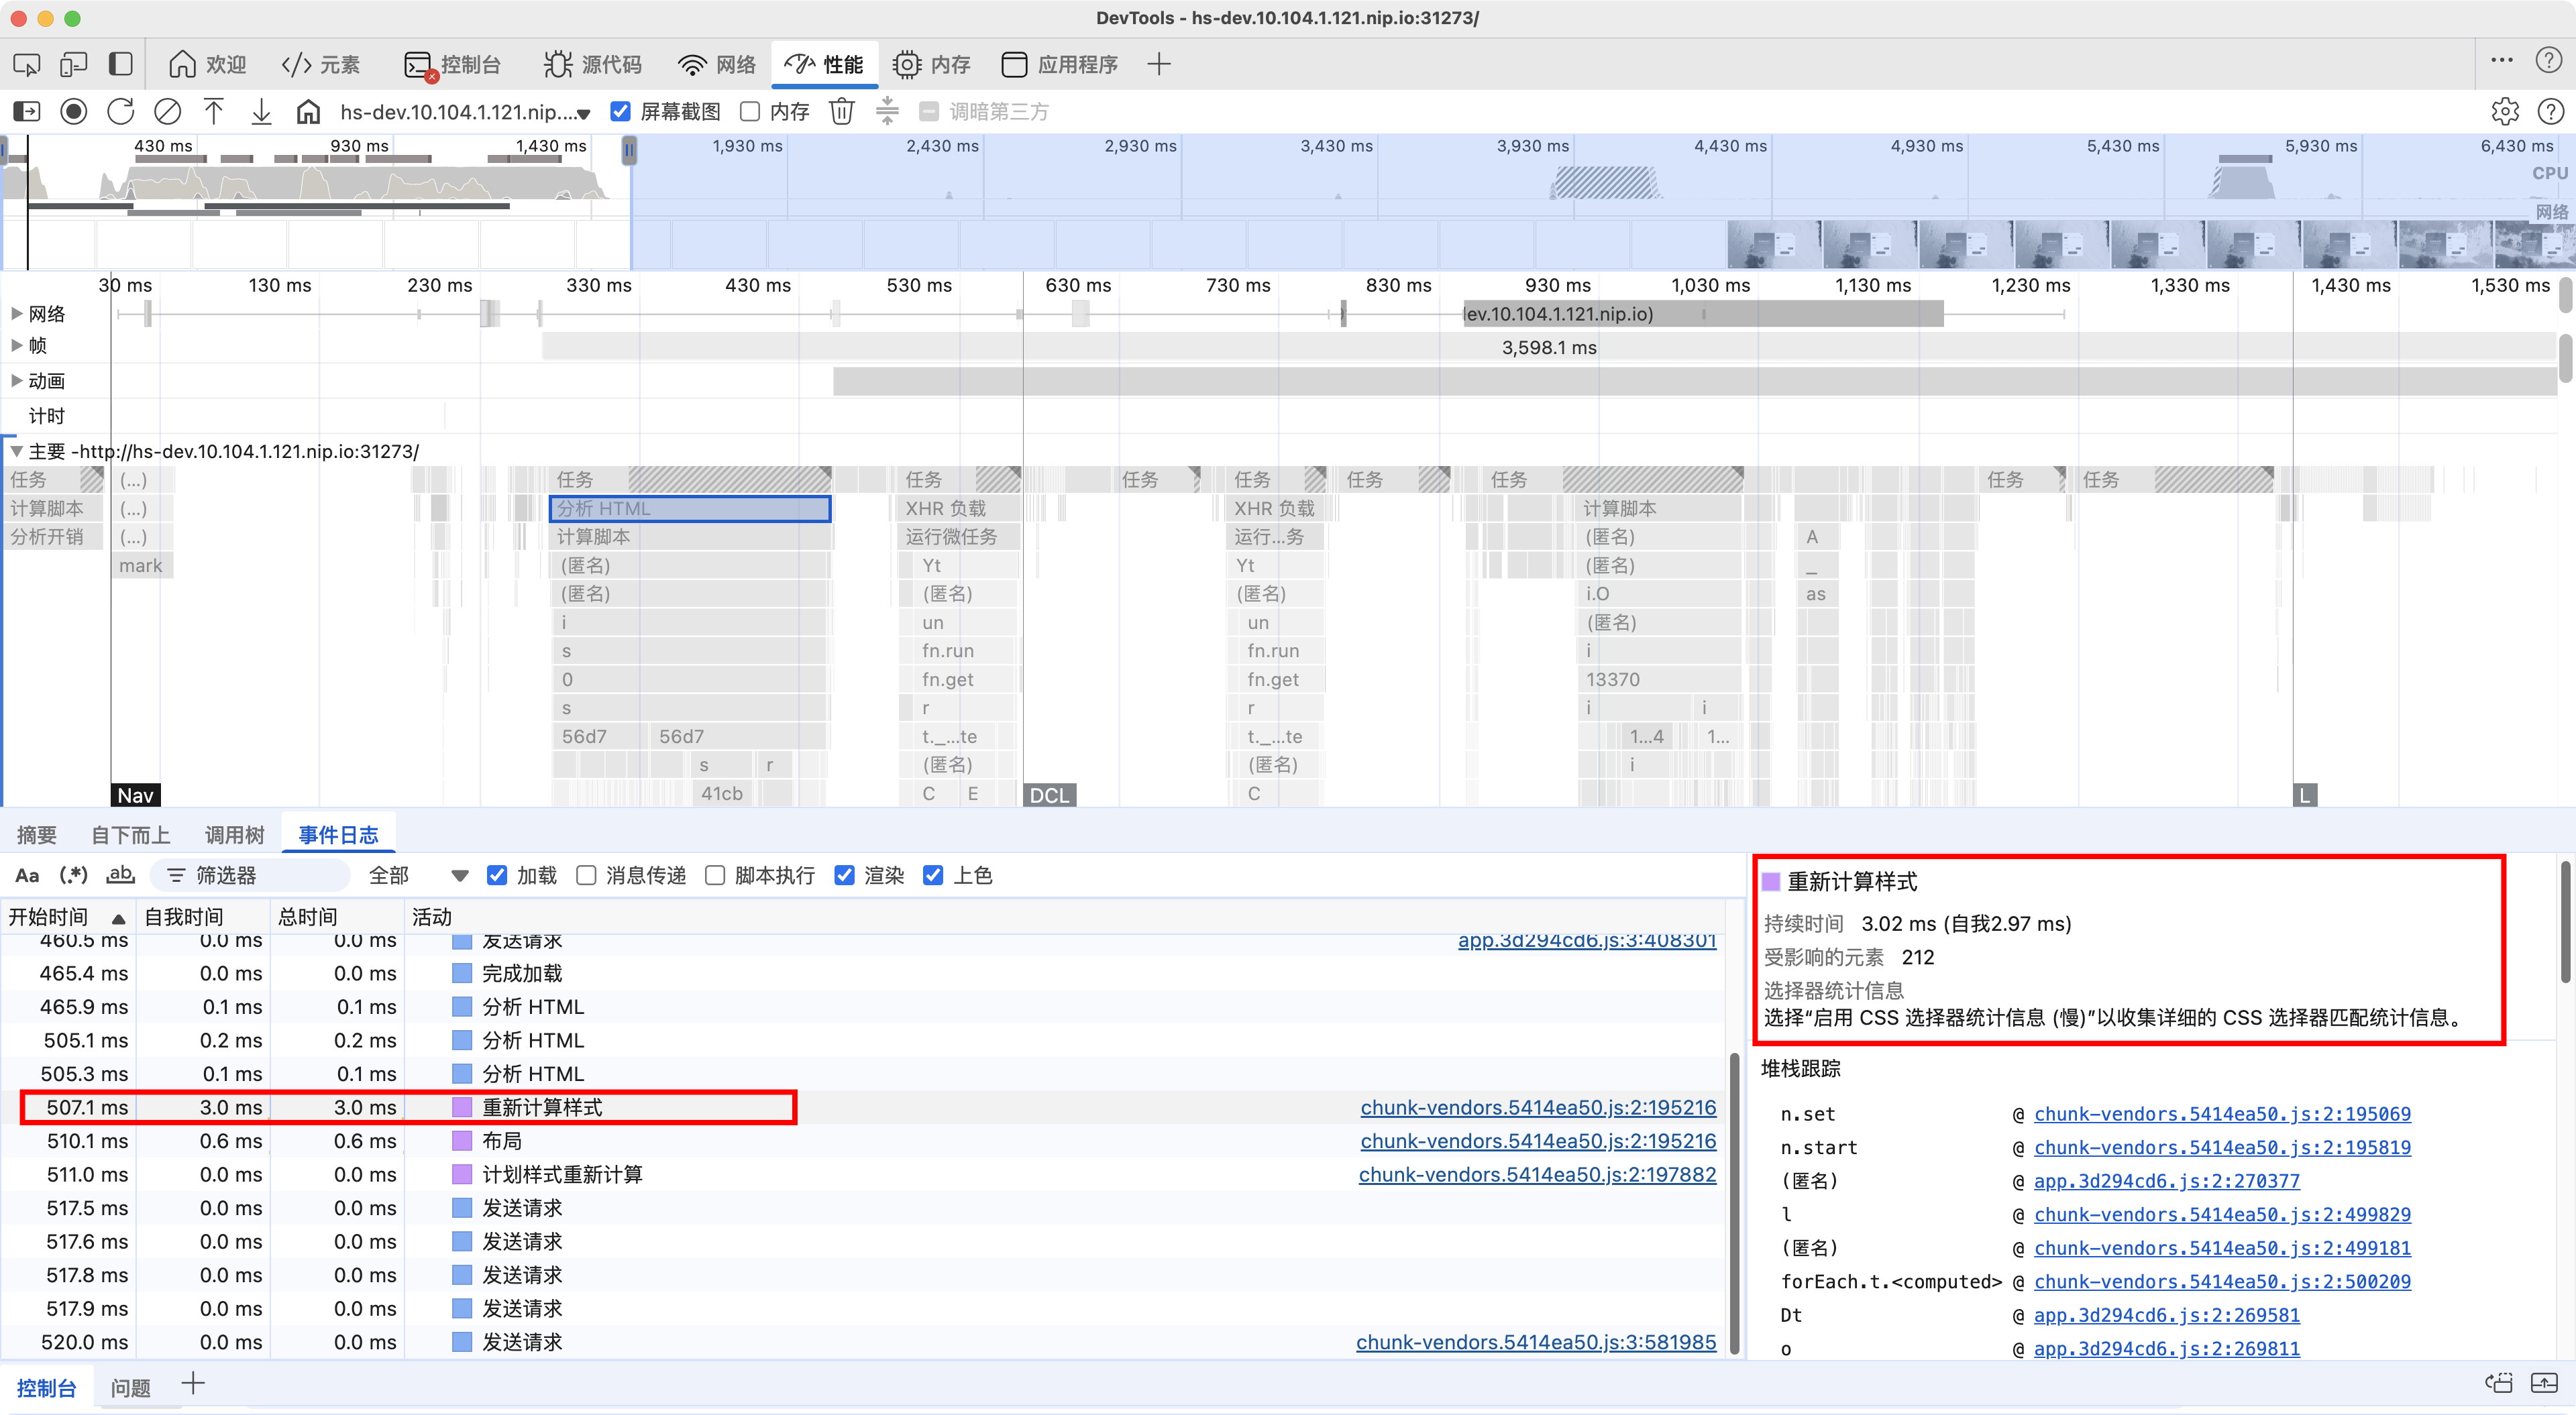 DevTools - hs-dev.10.104.1.121.nip.io:31273/
欢迎 元素 控制台 源代码 网络 性能 内存 应用程序
hs-dev.10.104.1.121.nip.... 屏幕截图 内存 调暗第三方
430 ms 930 ms 1,430 ms 1,930 ms 2,430 ms 2,930 ms 3,430 ms 3,930 ms 4,430 ms 4,930 ms 5,430 ms 5,930 ms 6,430 ms
CPU
网络
30 ms 130 ms 230 ms 330 ms 430 ms 530 ms 630 ms 730 ms 830 ms 930 ms 1,030 ms 1,130 ms 1,230 ms 1,330 ms 1,430 ms 1,530 ms
网络 ev.10.104.1.121.nip.io)
帧 3,598.1 ms
动画
计时
主要 -http://hs-dev.10.104.1.121.nip.io:31273/
任务 (...) 任务 任务 任务 任务 任务 任务 任务 任务
计算脚本 (...) 分析 HTML XHR 负载 XHR 负载 计算脚本
分析开销 (...) 计算脚本 运行微任务 运行...务 (匿名) A
mark (匿名) Yt Yt (匿名) _
(匿名) (匿名) (匿名) i.O as
i un un (匿名)
s fn.run fn.run i
0 fn.get fn.get 13370
s r r i i
56d7 56d7 t._...te t._...te 1...4 1...
s r (匿名) (匿名) i
41cb C E C
Nav DCL L
摘要 自下而上 调用树 事件日志
Aa (.*) ab 筛选器 全部 加载 消息传递 脚本执行 渲染 上色
开始时间 自我时间 总时间 活动
460.5 ms 0.0 ms 0.0 ms 发送请求 app.3d294cd6.js:3:408301
465.4 ms 0.0 ms 0.0 ms 完成加载
465.9 ms 0.1 ms 0.1 ms 分析 HTML
505.1 ms 0.2 ms 0.2 ms 分析 HTML
505.3 ms 0.1 ms 0.1 ms 分析 HTML
507.1 ms 3.0 ms 3.0 ms 重新计算样式 chunk-vendors.5414ea50.js:2:195216
510.1 ms 0.6 ms 0.6 ms 布局 chunk-vendors.5414ea50.js:2:195216
511.0 ms 0.0 ms 0.0 ms 计划样式重新计算 chunk-vendors.5414ea50.js:2:197882
517.5 ms 0.0 ms 0.0 ms 发送请求
517.6 ms 0.0 ms 0.0 ms 发送请求
517.8 ms 0.0 ms 0.0 ms 发送请求
517.9 ms 0.0 ms 0.0 ms 发送请求
520.0 ms 0.0 ms 0.0 ms 发送请求 chunk-vendors.5414ea50.js:3:581985
重新计算样式
持续时间 3.02 ms (自我2.97 ms)
受影响的元素 212
选择器统计信息
选择“启用 CSS 选择器统计信息 (慢)”以收集详细的 CSS 选择器匹配统计信息。
堆栈跟踪
n.set @ chunk-vendors.5414ea50.js:2:195069
n.start @ chunk-vendors.5414ea50.js:2:195819
(匿名) @ app.3d294cd6.js:2:270377
l @ chunk-vendors.5414ea50.js:2:499829
(匿名) @ chunk-vendors.5414ea50.js:2:499181
forEach.t.<computed> @ chunk-vendors.5414ea50.js:2:500209
Dt @ app.3d294cd6.js:2:269581
o @ app.3d294cd6.js:2:269811
控制台 问题